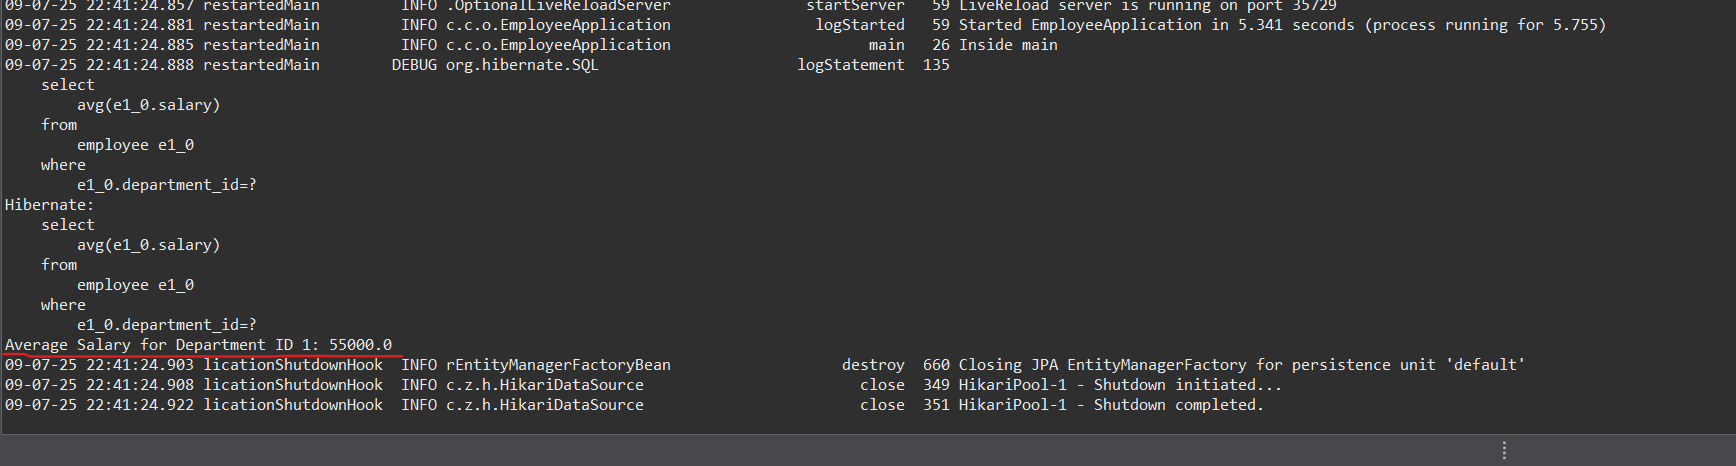 09-07-25 22:41:24.857 restartedMain         INFO .OptionalLiveReloadServer               startServer   59 LiveReload server is running on port 35729
09-07-25 22:41:24.881 restartedMain         INFO c.c.o.EmployeeApplication                logStarted   59 Started EmployeeApplication in 5.341 seconds (process running for 5.755)
09-07-25 22:41:24.885 restartedMain         INFO c.c.o.EmployeeApplication                      main   26 Inside main
09-07-25 22:41:24.888 restartedMain        DEBUG org.hibernate.SQL                      logStatement  135
    select
        avg(e1_0.salary)
    from
        employee e1_0
    where
        e1_0.department_id=?
Hibernate:
    select
        avg(e1_0.salary)
    from
        employee e1_0
    where
        e1_0.department_id=?
Average Salary for Department ID 1: 55000.0
09-07-25 22:41:24.903 licationShutdownHook  INFO rEntityManagerFactoryBean                   destroy  660 Closing JPA EntityManagerFactory for persistence unit 'default'
09-07-25 22:41:24.908 licationShutdownHook  INFO c.z.h.HikariDataSource                        close  349 HikariPool-1 - Shutdown initiated...
09-07-25 22:41:24.922 licationShutdownHook  INFO c.z.h.HikariDataSource                        close  351 HikariPool-1 - Shutdown completed.